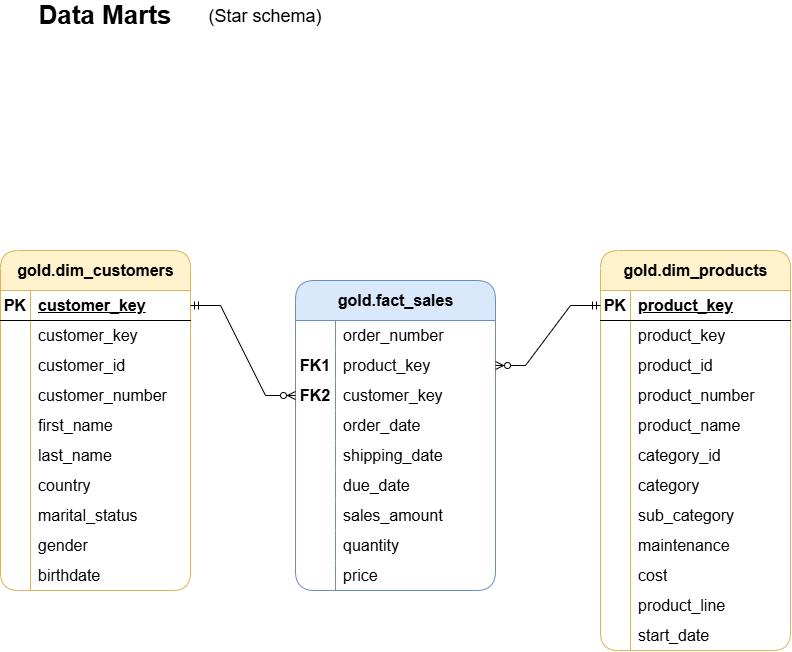 Data Marts (Star schema)
gold.dim_customers
PK customer_key
customer_key
customer_id
customer_number
first_name
last_name
country
marital_status
gender
birthdate
gold.fact_sales
order_number
FK1 product_key
FK2 customer_key
order_date
shipping_date
due_date
sales_amount
quantity
price
gold.dim_products
PK product_key
product_key
product_id
product_number
product_name
category_id
category
sub_category
maintenance
cost
product_line
start_date